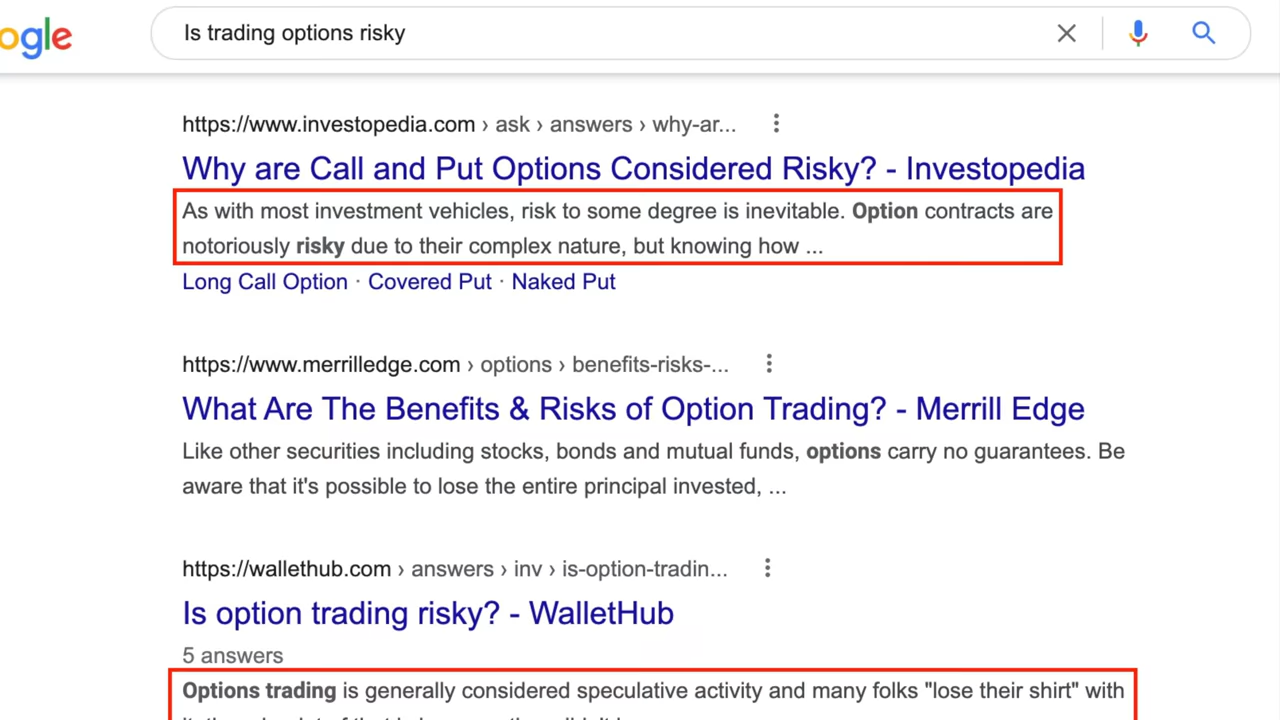 ogle
Is trading options risky
https://www.investopedia.com › ask › answers › why-ar...
Why are Call and Put Options Considered Risky? - Investopedia
As with most investment vehicles, risk to some degree is inevitable. Option contracts are
notoriously risky due to their complex nature, but knowing how ...
Long Call Option · Covered Put · Naked Put
https://www.merrilledge.com › options › benefits-risks-...
What Are The Benefits & Risks of Option Trading? - Merrill Edge
Like other securities including stocks, bonds and mutual funds, options carry no guarantees. Be
aware that it's possible to lose the entire principal invested, ...
https://wallethub.com › answers › inv › is-option-tradin...
Is option trading risky? - WalletHub
5 answers
Options trading is generally considered speculative activity and many folks "lose their shirt" with